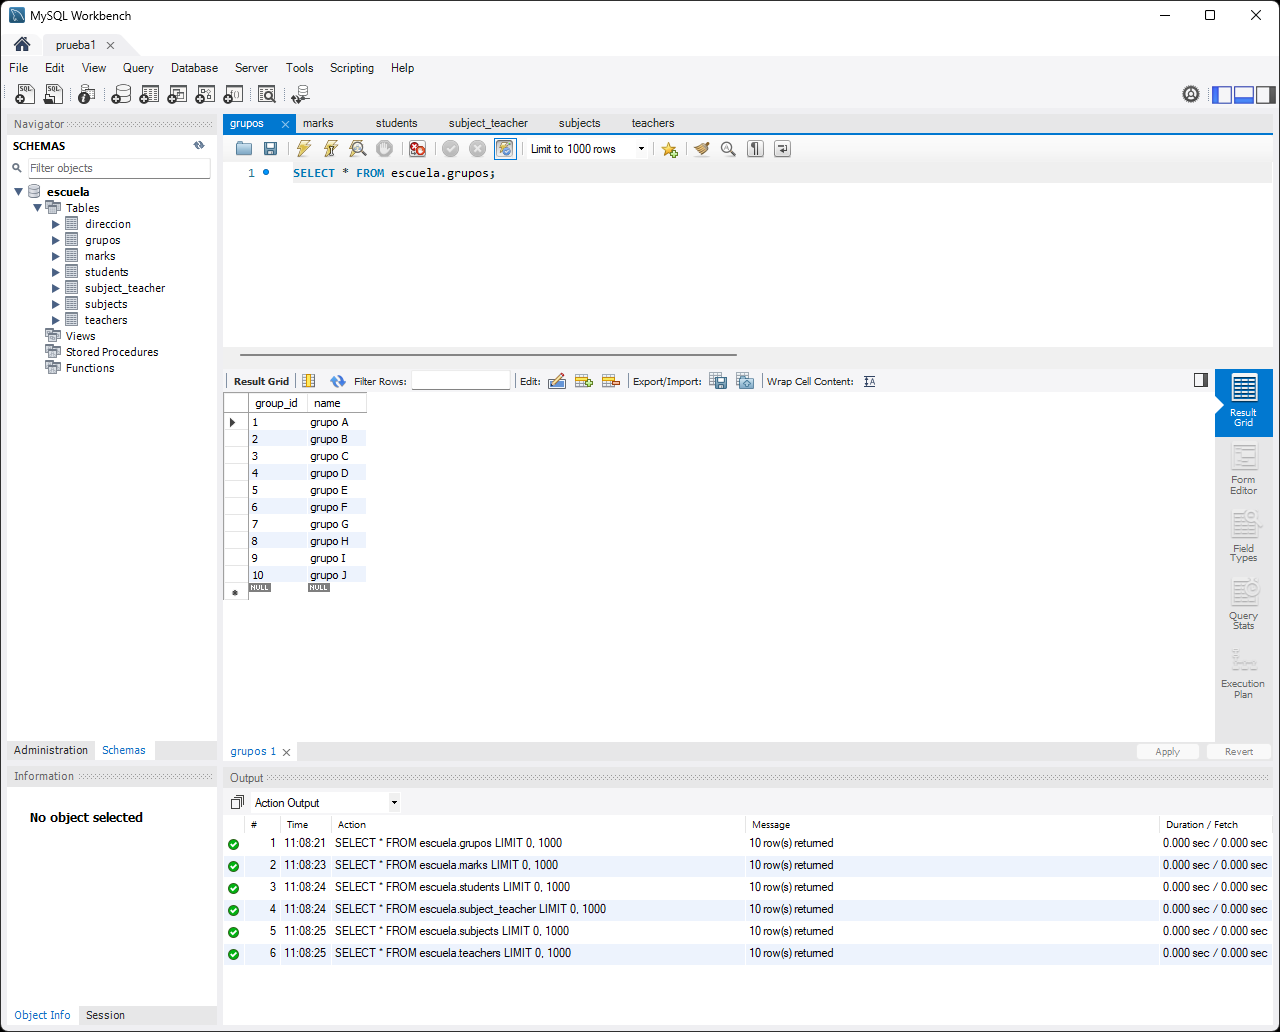 MySQL Workbench
prueba1
File Edit View Query Database Server Tools Scripting Help
Navigator
SCHEMAS
Filter objects
escuela
Tables
direccion
grupos
marks
students
subject_teacher
subjects
teachers
Views
Stored Procedures
Functions
Administration Schemas
Information
No object selected
Object Info Session
grupos marks students subject_teacher subjects teachers
Limit to 1000 rows
1 SELECT * FROM escuela.grupos;
Result Grid Filter Rows: Edit: Export/Import: Wrap Cell Content:
group_id name
1 grupo A
2 grupo B
3 grupo C
4 grupo D
5 grupo E
6 grupo F
7 grupo G
8 grupo H
9 grupo I
10 grupo J
NULL NULL
Result
Grid
Form
Editor
Field
Types
Query
Stats
Execution
Plan
grupos 1 Apply Revert
Output
Action Output
# Time Action Message Duration / Fetch
1 11:08:21 SELECT * FROM escuela.grupos LIMIT 0, 1000 10 row(s) returned 0.000 sec / 0.000 sec
2 11:08:23 SELECT * FROM escuela.marks LIMIT 0, 1000 10 row(s) returned 0.000 sec / 0.000 sec
3 11:08:24 SELECT * FROM escuela.students LIMIT 0, 1000 10 row(s) returned 0.000 sec / 0.000 sec
4 11:08:24 SELECT * FROM escuela.subject_teacher LIMIT 0, 1000 10 row(s) returned 0.000 sec / 0.000 sec
5 11:08:25 SELECT * FROM escuela.subjects LIMIT 0, 1000 10 row(s) returned 0.000 sec / 0.000 sec
6 11:08:25 SELECT * FROM escuela.teachers LIMIT 0, 1000 10 row(s) returned 0.000 sec / 0.000 sec